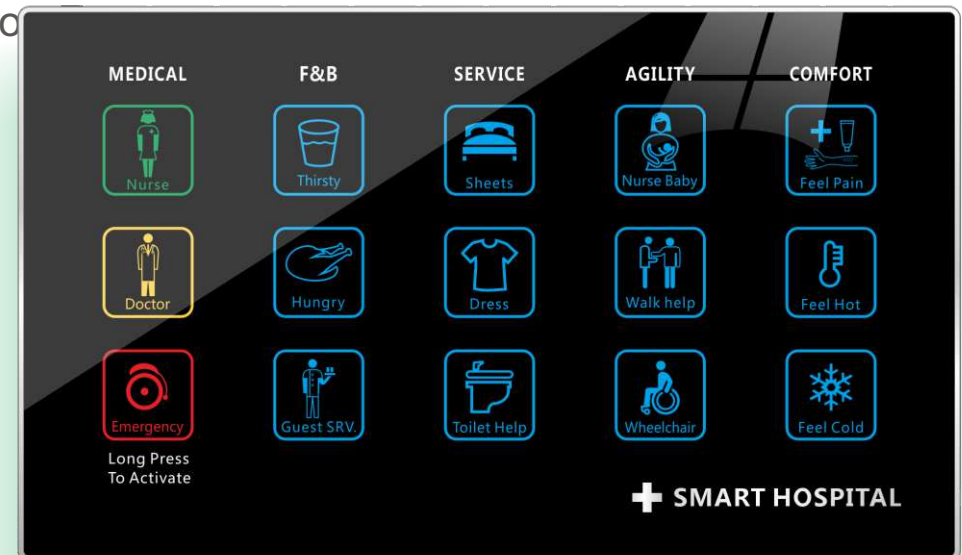 MEDICAL F&B SERVICE AGILITY COMFORT
Nurse Thirsty Sheets Nurse Baby Feel Pain
Doctor Hungry Dress Walk help Feel Hot
Emergency Guest SRV. Toilet Help Wheelchair Feel Cold
Long Press
To Activate
SMART HOSPITAL